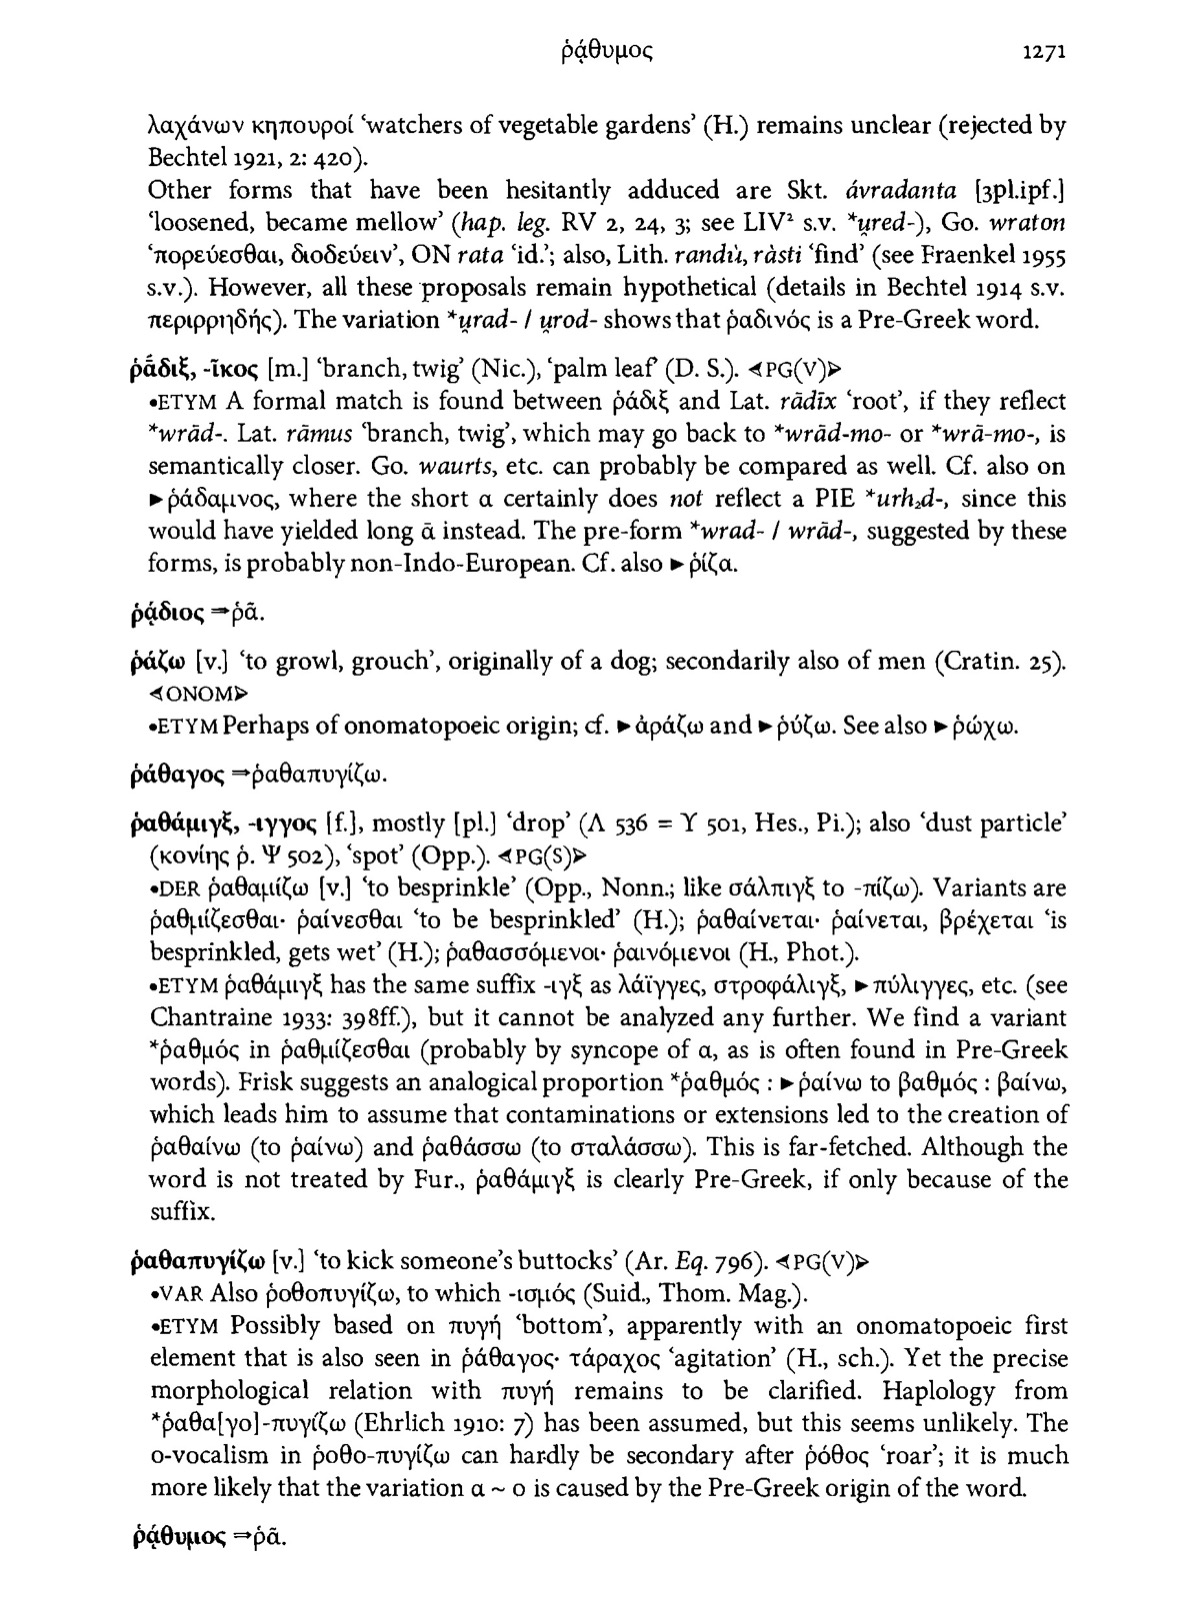 ῥᾴθυμος 1271
λαχάνων κηπουροί ‘watchers of vegetable gardens’ (H.) remains unclear (rejected by
Bechtel 1921, 2: 420).
Other forms that have been hesitantly adduced are Skt. ávradanta [3pl.ipf.]
‘loosened, became mellow’ (hap. leg. RV 2, 24, 3; see LIV² s.v. *u̯red-), Go. wraton
‘πορεύεσθαι, διοδεύειν’, ON rata ‘id.’; also, Lith. randù, ràsti ‘find’ (see Fraenkel 1955
s.v.). However, all these proposals remain hypothetical (details in Bechtel 1914 s.v.
περιρρηδής). The variation *u̯rad- / u̯rod- shows that ῥαδινός is a Pre-Greek word.
ῥᾱ́διξ, -ῑκος [m.] ‘branch, twig’ (Nic.), ‘palm leaf’ (D. S.). ◄PG(V)►
•ETYM A formal match is found between ῥάδιξ and Lat. rādīx ‘root’, if they reflect
*wrād-. Lat. rāmus ‘branch, twig’, which may go back to *wrād-mo- or *wrā-mo-, is
semantically closer. Go. waurts, etc. can probably be compared as well. Cf. also on
►ῥάδαμνος, where the short α certainly does not reflect a PIE *urh₂d-, since this
would have yielded long ā instead. The pre-form *wrad- / wrād-, suggested by these
forms, is probably non-Indo-European. Cf. also ►ῥίζα.
ῥᾴδιος ⇒ῥᾶ.
ῥάζω [v.] ‘to growl, grouch’, originally of a dog; secondarily also of men (Cratin. 25).
◄ONOM►
•ETYM Perhaps of onomatopoeic origin; cf. ►ἀράζω and ►ῥύζω. See also ►ῥώχω.
ῥάθαγος ⇒ῥαθαπυγίζω.
ῥαθάμιγξ, -ιγγος [f.], mostly [pl.] ‘drop’ (Λ 536 = Υ 501, Hes., Pi.); also ‘dust particle’
(κονίης ῥ. Ψ 502), ‘spot’ (Opp.). ◄PG(S)►
•DER ῥαθαμίζω [v.] ‘to besprinkle’ (Opp., Nonn.; like σάλπιγξ to -πίζω). Variants are
ῥαθμίζεσθαι· ῥαίνεσθαι ‘to be besprinkled’ (H.); ῥαθαίνεται· ῥαίνεται, βρέχεται ‘is
besprinkled, gets wet’ (H.); ῥαθασσόμενοι· ῥαινόμενοι (H., Phot.).
•ETYM ῥαθάμιγξ has the same suffix -ιγξ as λάϊγγες, στροφάλιγξ, ►πύλιγγες, etc. (see
Chantraine 1933: 398ff.), but it cannot be analyzed any further. We find a variant
*ῥαθμός in ῥαθμίζεσθαι (probably by syncope of α, as is often found in Pre-Greek
words). Frisk suggests an analogical proportion *ῥαθμός : ►ῥαίνω to βαθμός : βαίνω,
which leads him to assume that contaminations or extensions led to the creation of
ῥαθαίνω (to ῥαίνω) and ῥαθάσσω (to σταλάσσω). This is far-fetched. Although the
word is not treated by Fur., ῥαθάμιγξ is clearly Pre-Greek, if only because of the
suffix.
ῥαθαπυγίζω [v.] ‘to kick someone’s buttocks’ (Ar. Eq. 796). ◄PG(V)►
•VAR Also ῥοθοπυγίζω, to which -ισμός (Suid., Thom. Mag.).
•ETYM Possibly based on πυγή ‘bottom’, apparently with an onomatopoeic first
element that is also seen in ῥάθαγος· τάραχος ‘agitation’ (H., sch.). Yet the precise
morphological relation with πυγή remains to be clarified. Haplology from
*ῥαθα[γο]-πυγίζω (Ehrlich 1910: 7) has been assumed, but this seems unlikely. The
ο-vocalism in ῥοθο-πυγίζω can hardly be secondary after ῥόθος ‘roar’; it is much
more likely that the variation α ~ ο is caused by the Pre-Greek origin of the word.
ῥᾴθυμος ⇒ῥᾶ.